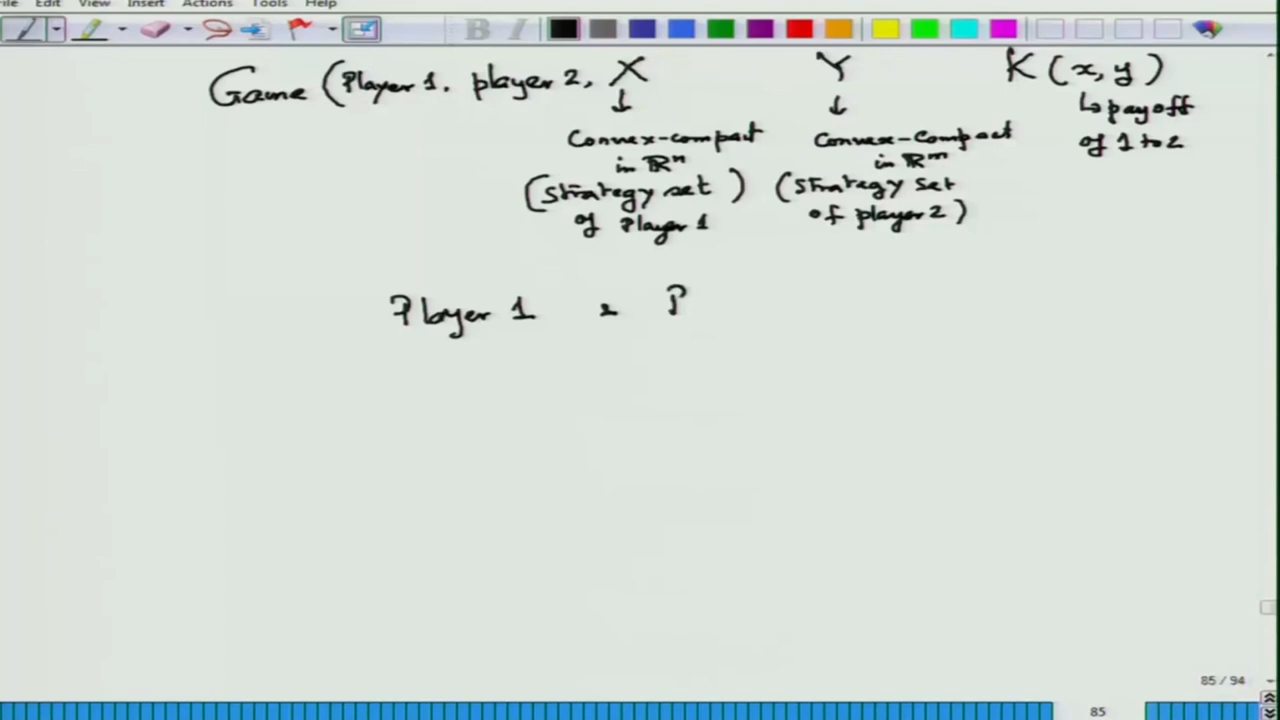 File Edit View Insert Actions Tools Help
B I
Game (Player 1, player 2, X Y K (x, y)
↓ ↓ ↳ payoff
Convex-compact Convex-Compact of 1 to 2
in ℝⁿ in ℝᵐ
(Strategy set) (Strategy set
of Player 1 of player 2)
Player 1 & P
85 / 94
85